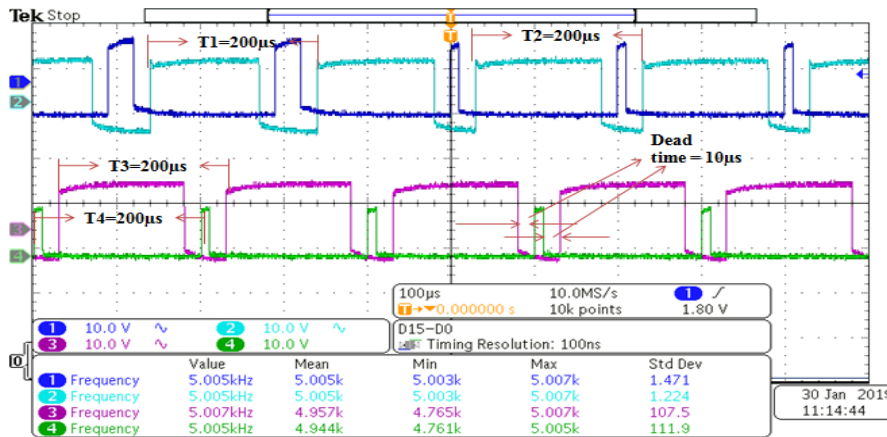 Tek Stop
T
T
T1=200µs
T2=200µs
1
2
Dead
time = 10µs
T3=200µs
T4=200µs
3
4
100µs 10.0MS/s 1
T→▼0.000000 s 10k points 1.80 V
1 10.0 V 2 10.0 V
3 10.0 V 4 10.0 V
D15-D0
Timing Resolution: 100ns
Value Mean Min Max Std Dev
1 Frequency 5.005kHz 5.005k 5.003k 5.007k 1.471
2 Frequency 5.005kHz 5.005k 5.003k 5.007k 1.224
3 Frequency 5.007kHz 4.957k 4.765k 5.007k 107.5
4 Frequency 5.005kHz 4.944k 4.761k 5.005k 111.9
30 Jan 2019
11:14:44